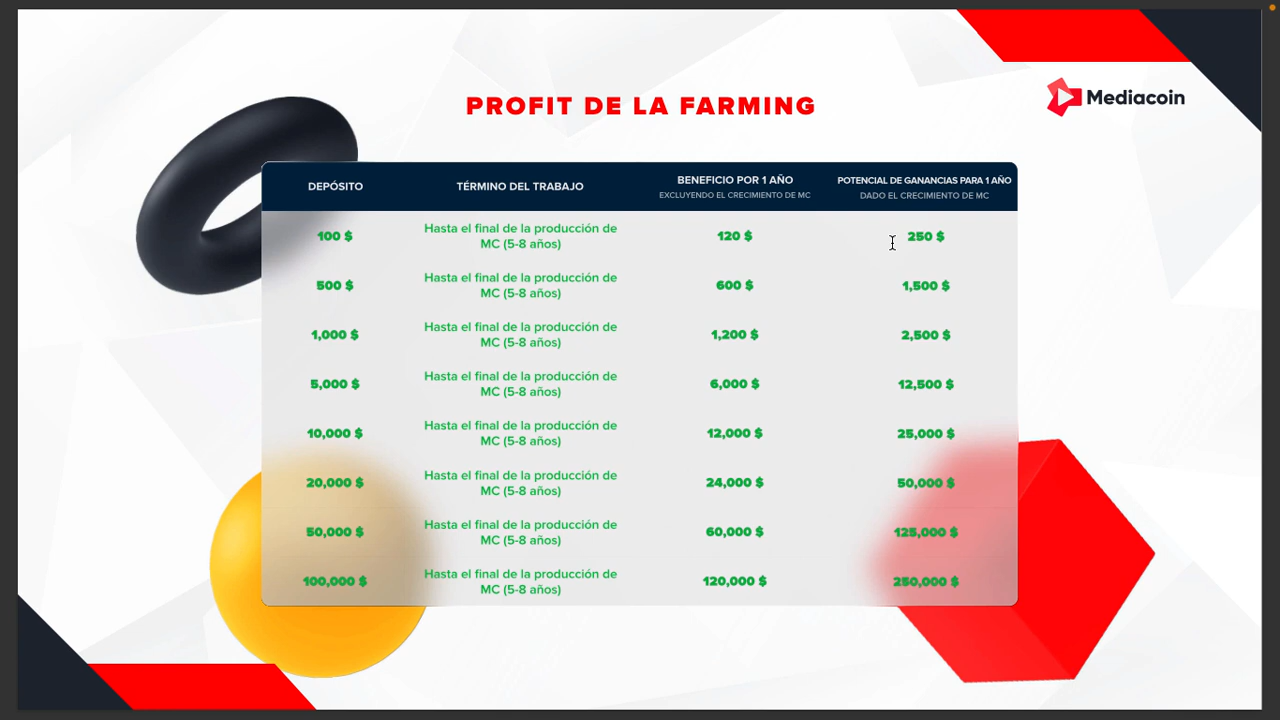 PROFIT DE LA FARMING
Mediacoin
DEPÓSITO
TÉRMINO DEL TRABAJO
BENEFICIO POR 1 AÑO
EXCLUYENDO EL CRECIMIENTO DE MC
POTENCIAL DE GANANCIAS PARA 1 AÑO
DADO EL CRECIMIENTO DE MC
100 $
Hasta el final de la producción de
MC (5-8 años)
120 $
250 $
500 $
Hasta el final de la producción de
MC (5-8 años)
600 $
1,500 $
1,000 $
Hasta el final de la producción de
MC (5-8 años)
1,200 $
2,500 $
5,000 $
Hasta el final de la producción de
MC (5-8 años)
6,000 $
12,500 $
10,000 $
Hasta el final de la producción de
MC (5-8 años)
12,000 $
25,000 $
20,000 $
Hasta el final de la producción de
MC (5-8 años)
24,000 $
50,000 $
50,000 $
Hasta el final de la producción de
MC (5-8 años)
60,000 $
125,000 $
100,000 $
Hasta el final de la producción de
MC (5-8 años)
120,000 $
250,000 $